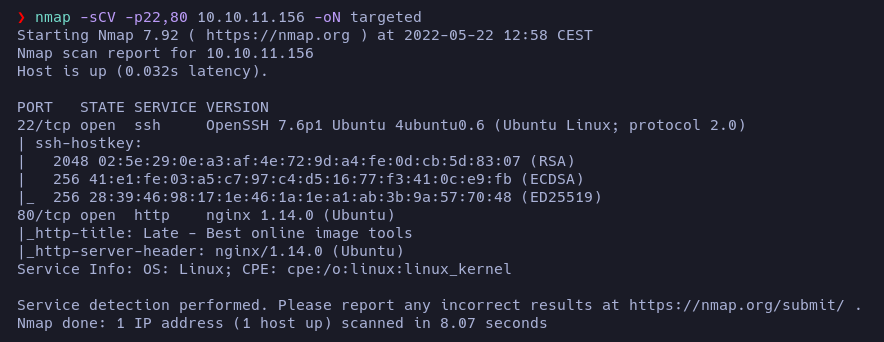 ❯ nmap -sCV -p22,80 10.10.11.156 -oN targeted
Starting Nmap 7.92 ( https://nmap.org ) at 2022-05-22 12:58 CEST
Nmap scan report for 10.10.11.156
Host is up (0.032s latency).

PORT   STATE SERVICE VERSION
22/tcp open  ssh     OpenSSH 7.6p1 Ubuntu 4ubuntu0.6 (Ubuntu Linux; protocol 2.0)
| ssh-hostkey:
|   2048 02:5e:29:0e:a3:af:4e:72:9d:a4:fe:0d:cb:5d:83:07 (RSA)
|   256 41:e1:fe:03:a5:c7:97:c4:d5:16:77:f3:41:0c:e9:fb (ECDSA)
|_  256 28:39:46:98:17:1e:46:1a:1e:a1:ab:3b:9a:57:70:48 (ED25519)
80/tcp open  http    nginx 1.14.0 (Ubuntu)
|_http-title: Late - Best online image tools
|_http-server-header: nginx/1.14.0 (Ubuntu)
Service Info: OS: Linux; CPE: cpe:/o:linux:linux_kernel

Service detection performed. Please report any incorrect results at https://nmap.org/submit/ .
Nmap done: 1 IP address (1 host up) scanned in 8.07 seconds